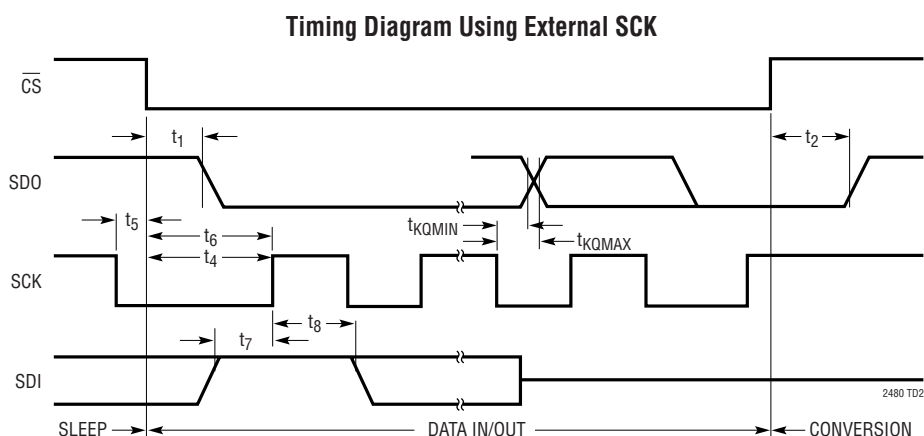 Timing Diagram Using External SCK
CS
t1
t2
SDO
t5
t6
tKQMIN
tKQMAX
t4
SCK
t8
t7
SDI
2480 TD2
SLEEP
DATA IN/OUT
CONVERSION